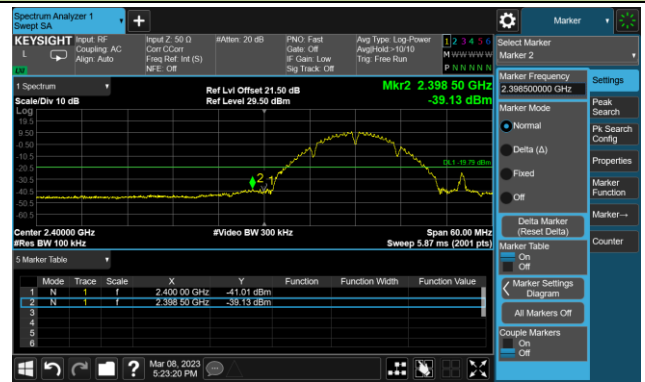 Spectrum Analyzer 1
Swept SA
Marker
KEYSIGHT Input: RF Input Z: 50 Ω #Atten: 20 dB PNO: Fast Avg Type: Log-Power 1 2 3 4 5 6
Coupling: AC Corr CCorr Gate: Off Avg|Hold:>10/10 M W W W W W
Align: Auto Freq Ref: Int (S) IF Gain: Low Trig: Free Run
NFE: Off Sig Track: Off P N N N N N
Select Marker
Marker 2
1 Spectrum
Ref Lvl Offset 21.50 dB
Mkr2 2.398 50 GHz
Scale/Div 10 dB
Ref Level 29.50 dBm
-39.13 dBm
Log
19.5
9.50
-0.50
-10.5
-20.5
-30.5
-40.5
-50.5
-60.5
DL1 -19.79 dBm
2
1
Center 2.40000 GHz
#Video BW 300 kHz
Span 60.00 MHz
#Res BW 100 kHz
Sweep 5.87 ms (2001 pts)
5 Marker Table
Mode Trace Scale X Y Function Function Width Function Value
1 N 1 f 2.400 00 GHz -41.01 dBm
2 N 1 f 2.398 50 GHz -39.13 dBm
3
4
5
6
Marker Frequency
2.398500000 GHz
Marker Mode
Normal
Delta (Δ)
Fixed
Off
Delta Marker
(Reset Delta)
Marker Table
On
Off
Marker Settings
Diagram
All Markers Off
Couple Markers
On
Off
Settings
Peak
Search
Pk Search
Config
Properties
Marker
Function
Marker→
Counter
?
Mar 08, 2023
5:23:20 PM